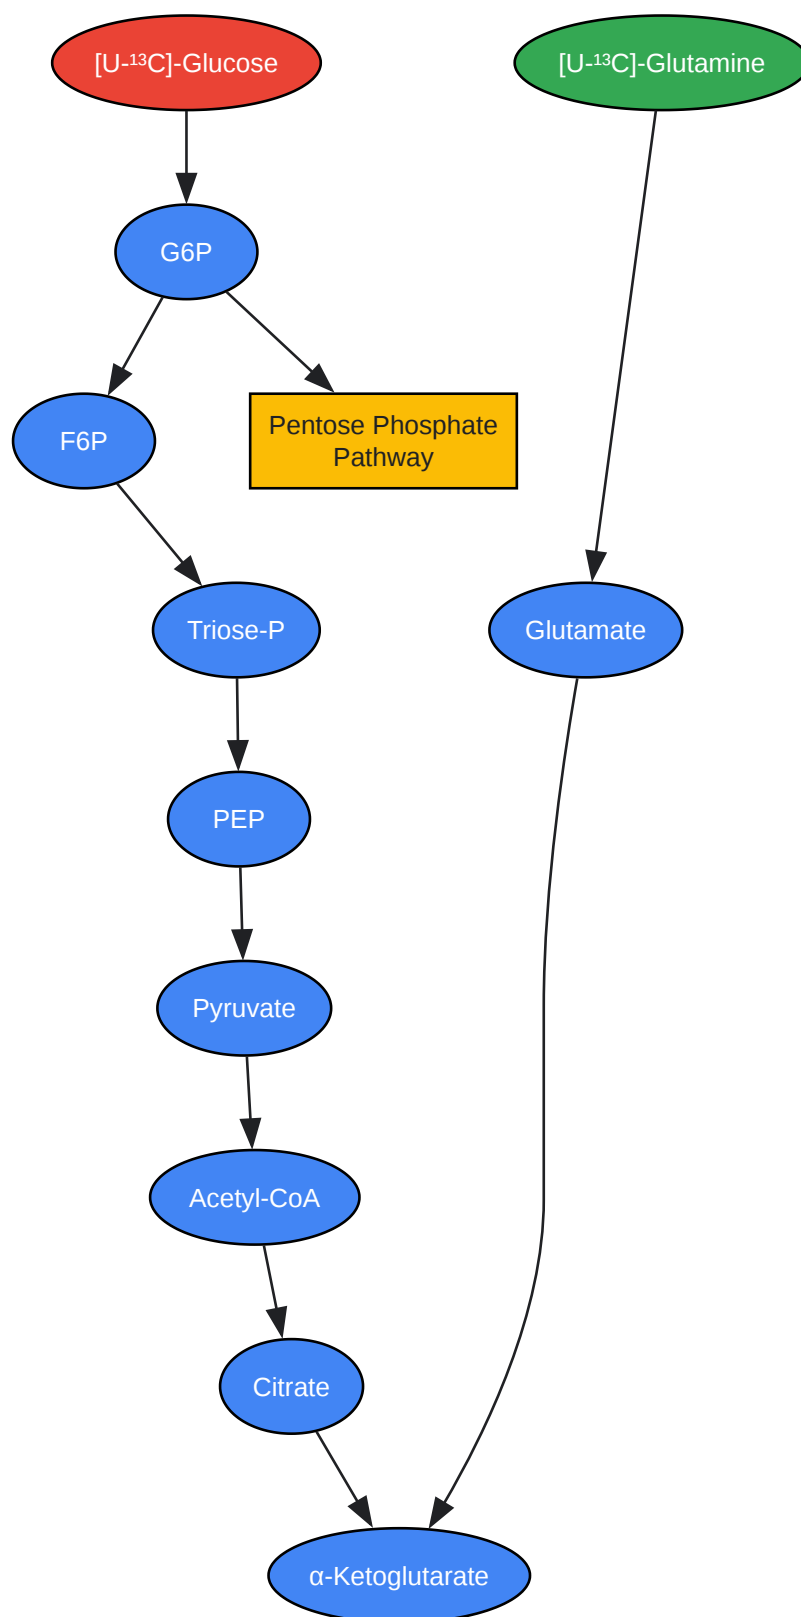 [U-¹³C]-Glucose
[U-¹³C]-Glutamine
G6P
F6P
Pentose Phosphate
Pathway
Triose-P
Glutamate
PEP
Pyruvate
Acetyl-CoA
Citrate
α-Ketoglutarate